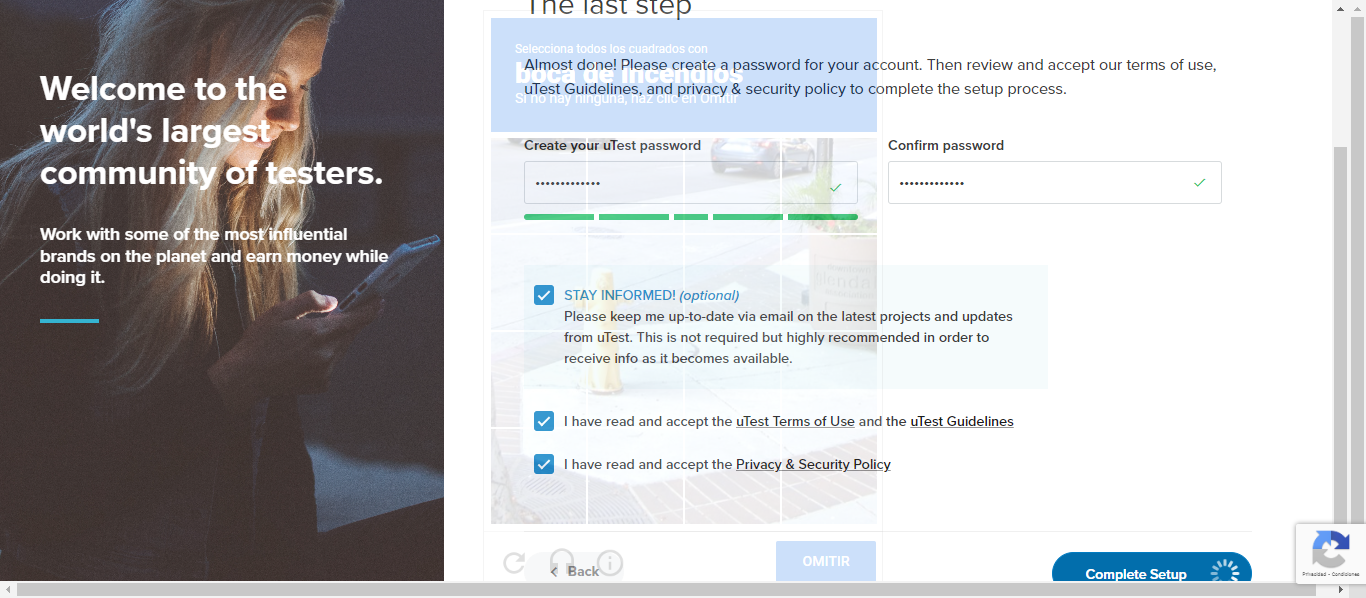 The last step
Welcome to the
world's largest
community of testers.
Work with some of the most influential
brands on the planet and earn money while
doing it.
Selecciona todos los cuadrados con
boca de incendios
Si no hay ninguna, haz clic en Omitir
Almost done! Please create a password for your account. Then review and accept our terms of use,
uTest Guidelines, and privacy & security policy to complete the setup process.
Create your uTest password
Confirm password
•••••••••••••
•••••••••••••
STAY INFORMED! (optional)
Please keep me up-to-date via email on the latest projects and updates
from uTest. This is not required but highly recommended in order to
receive info as it becomes available.
I have read and accept the uTest Terms of Use and the uTest Guidelines
I have read and accept the Privacy & Security Policy
Back
OMITIR
Complete Setup
Privacidad - Condiciones